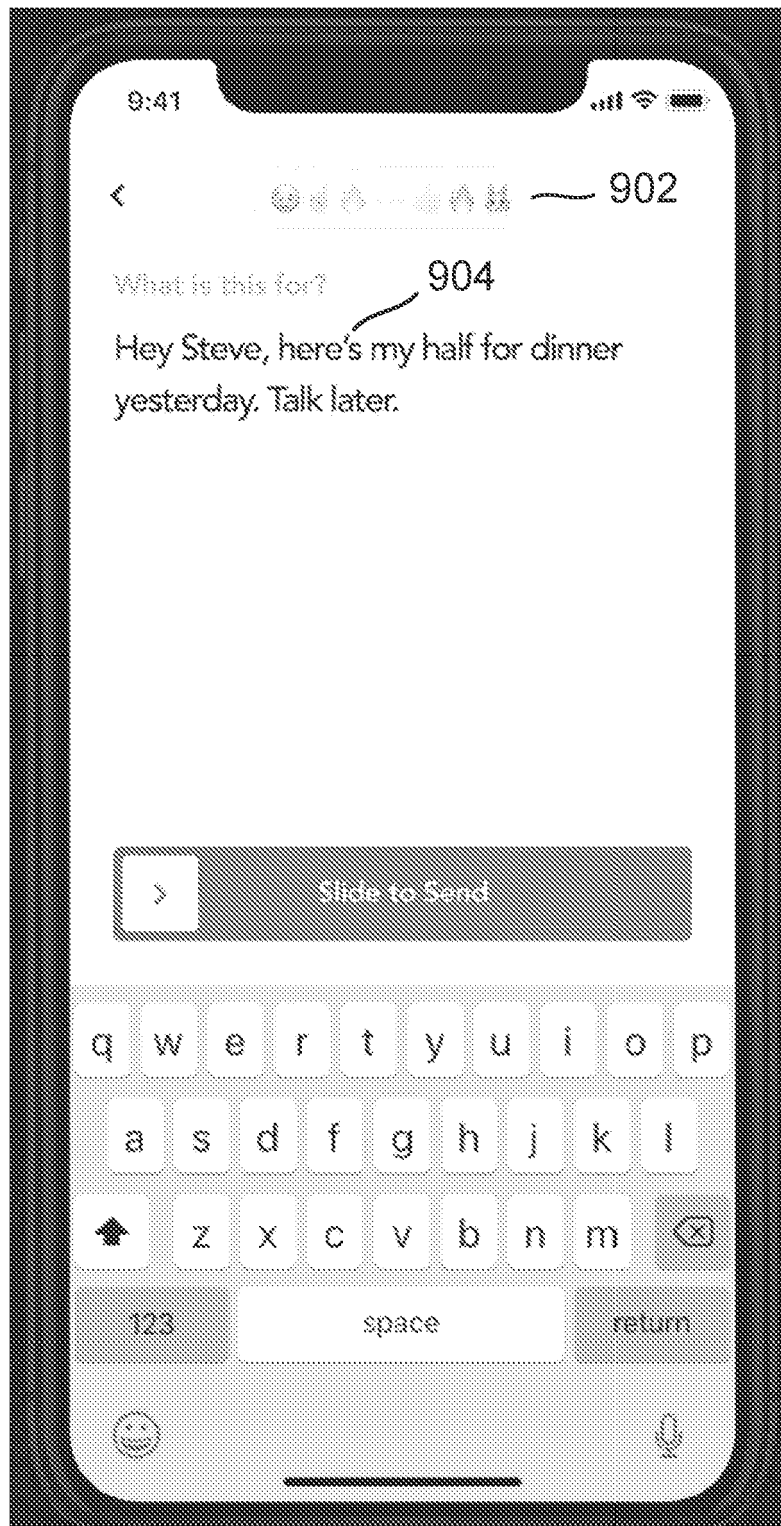 9:41
902
What is this for?
904
Hey Steve, here's my half for dinner
yesterday. Talk later.
Slide to Send
q w e r t y u i o p
a s d f g h j k l
z x c v b n m
123 space return